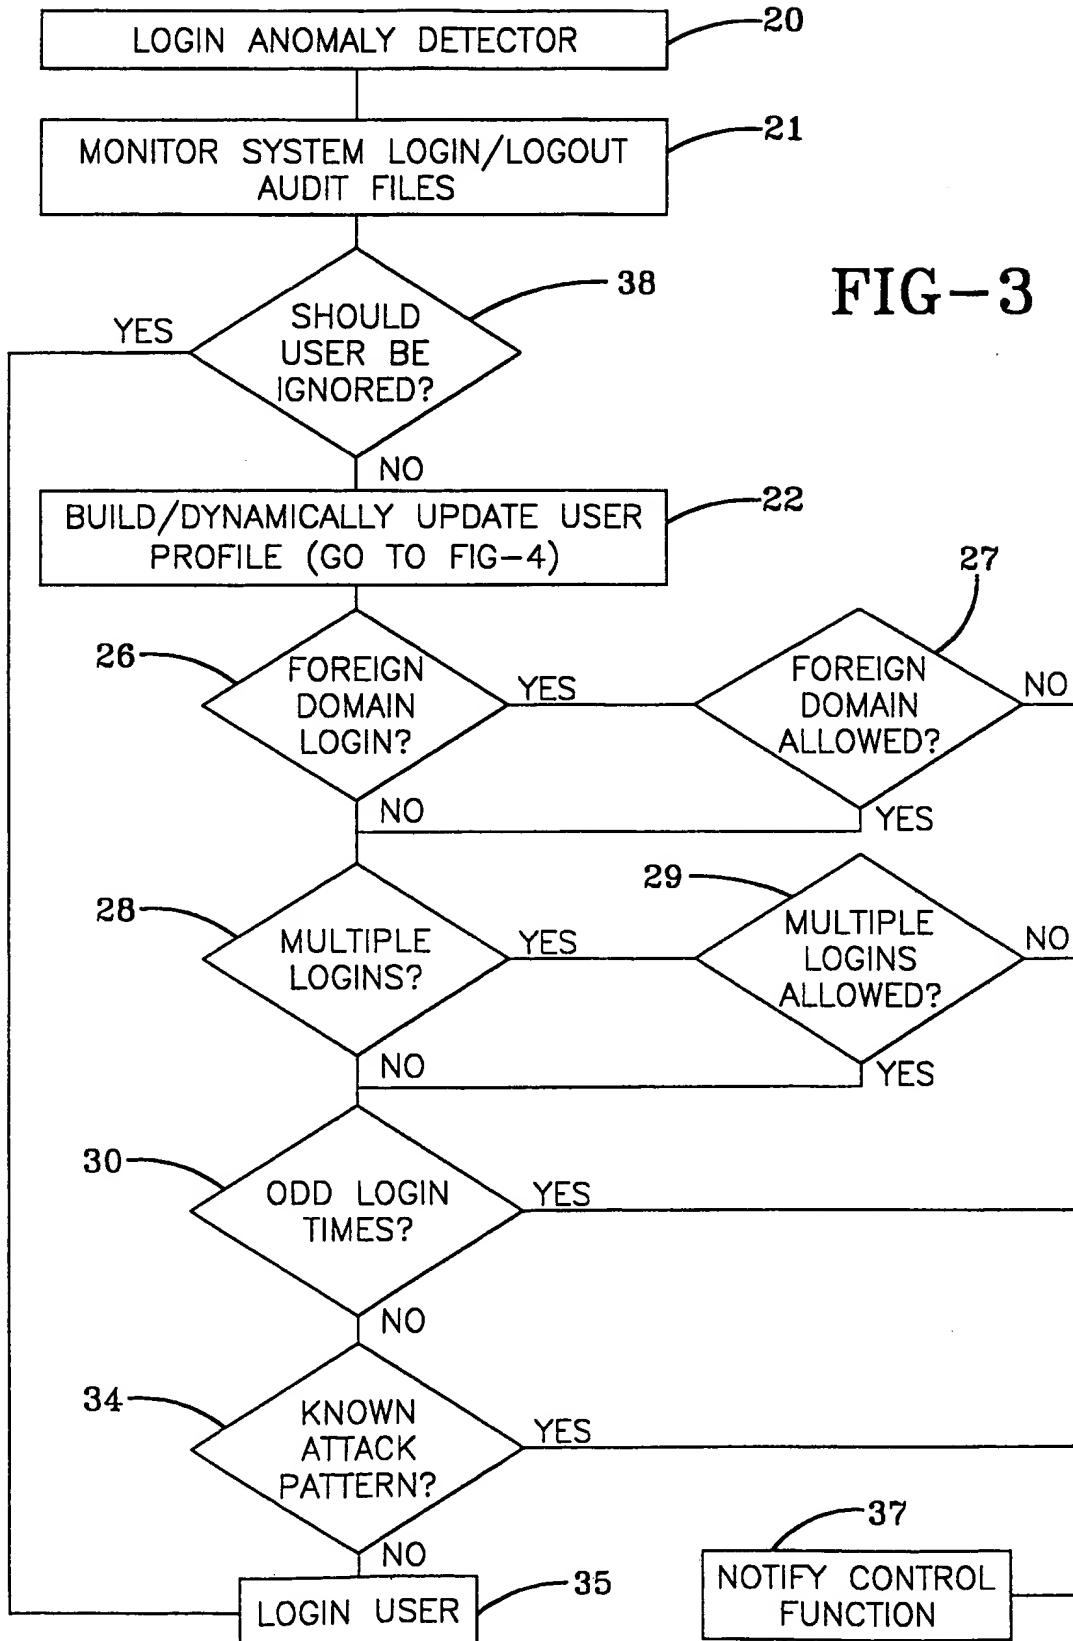 LOGIN ANOMALY DETECTOR
20
MONITOR SYSTEM LOGIN/LOGOUT
AUDIT FILES
21
FIG-3
SHOULD
USER BE
IGNORED?
38
YES
NO
BUILD/DYNAMICALLY UPDATE USER
PROFILE (GO TO FIG-4)
22
26
FOREIGN
DOMAIN
LOGIN?
YES
NO
27
FOREIGN
DOMAIN
ALLOWED?
NO
YES
28
MULTIPLE
LOGINS?
YES
NO
29
MULTIPLE
LOGINS
ALLOWED?
NO
YES
30
ODD LOGIN
TIMES?
YES
NO
34
KNOWN
ATTACK
PATTERN?
YES
NO
LOGIN USER
35
37
NOTIFY CONTROL
FUNCTION